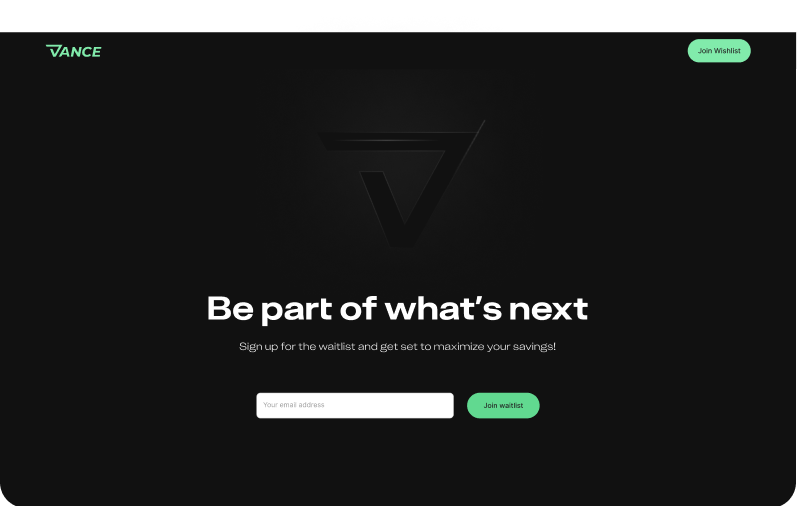 VANCE
Join Wishlist
Be part of what's next
Sign up for the waitlist and get set to maximize your savings!
Your email address
Join waitlist